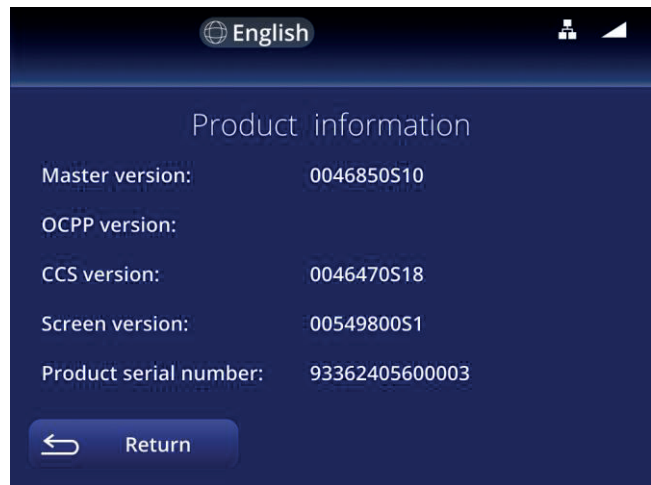 English
Product information
Master version: 0046850S10
OCPP version:
CCS version: 0046470S18
Screen version: 00549800S1
Product serial number: 93362405600003
Return